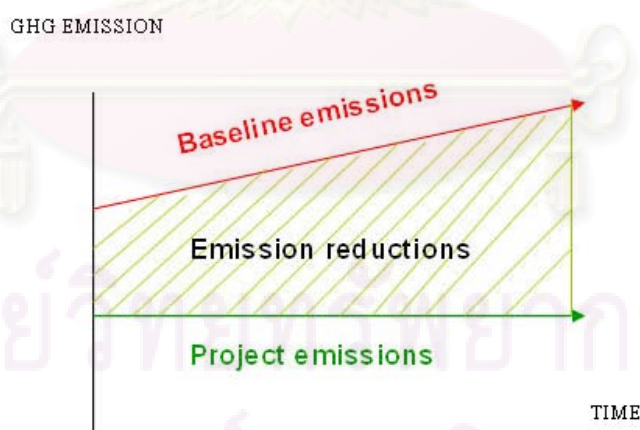 GHG EMISSION
Baseline emissions
Emission reductions
Project emissions
TIME